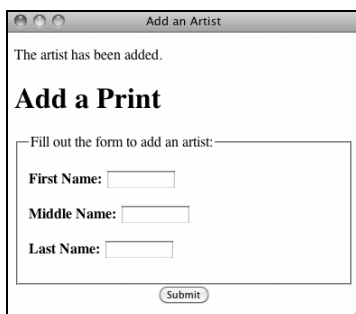 Add an Artist
The artist has been added.
Add a Print
Fill out the form to add an artist:
First Name:
Middle Name:
Last Name:
Submit